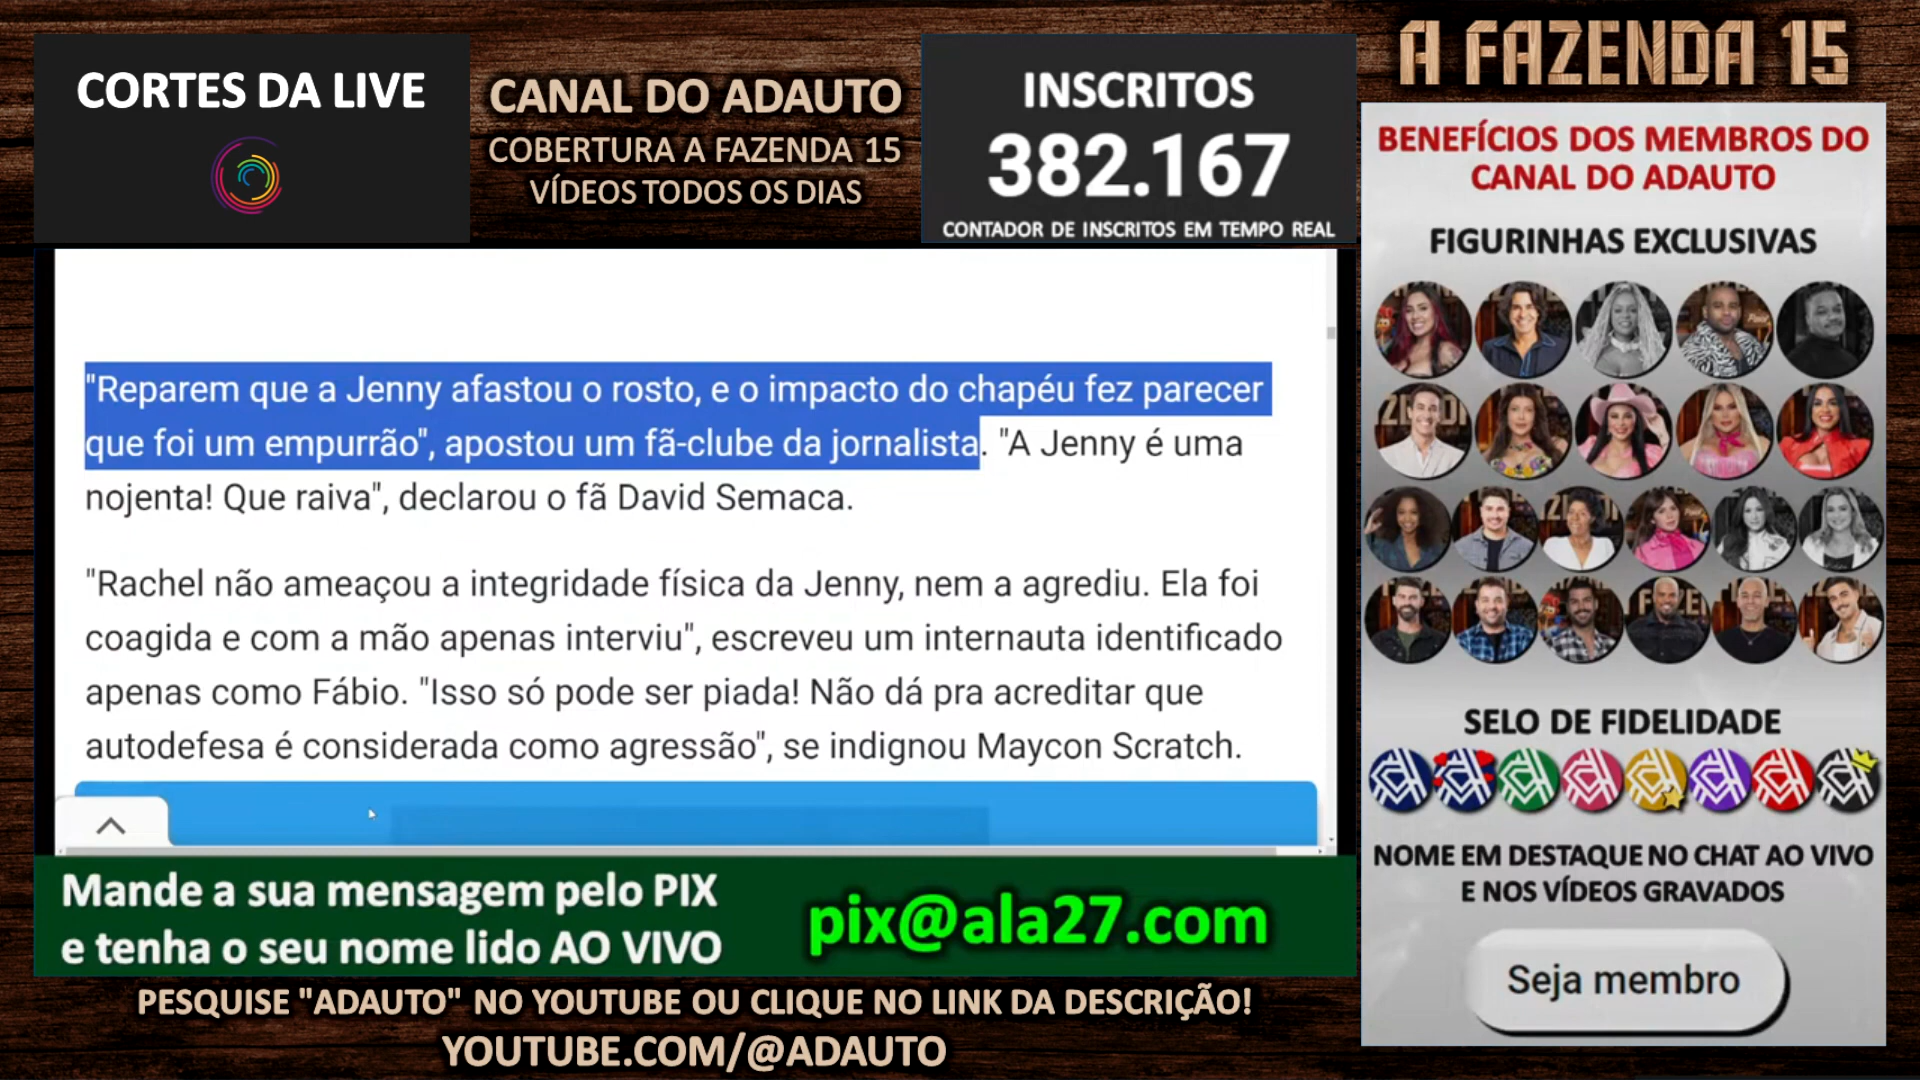 CORTES DA LIVE
CANAL DO ADAUTO
COBERTURA A FAZENDA 15
VÍDEOS TODOS OS DIAS
INSCRITOS
382.167
CONTADOR DE INSCRITOS EM TEMPO REAL
A FAZENDA 15
"Reparem que a Jenny afastou o rosto, e o impacto do chapéu fez parecer
que foi um empurrão", apostou um fã-clube da jornalista. "A Jenny é uma
nojenta! Que raiva", declarou o fã David Semaca.
"Rachel não ameaçou a integridade física da Jenny, nem a agrediu. Ela foi
coagida e com a mão apenas interviu", escreveu um internauta identificado
apenas como Fábio. "Isso só pode ser piada! Não dá pra acreditar que
autodefesa é considerada como agressão", se indignou Maycon Scratch.
Mande a sua mensagem pelo PIX
e tenha o seu nome lido AO VIVO
pix@ala27.com
PESQUISE "ADAUTO" NO YOUTUBE OU CLIQUE NO LINK DA DESCRIÇÃO!
YOUTUBE.COM/@ADAUTO
BENEFÍCIOS DOS MEMBROS DO
CANAL DO ADAUTO
FIGURINHAS EXCLUSIVAS
SELO DE FIDELIDADE
NOME EM DESTAQUE NO CHAT AO VIVO
E NOS VÍDEOS GRAVADOS
Seja membro